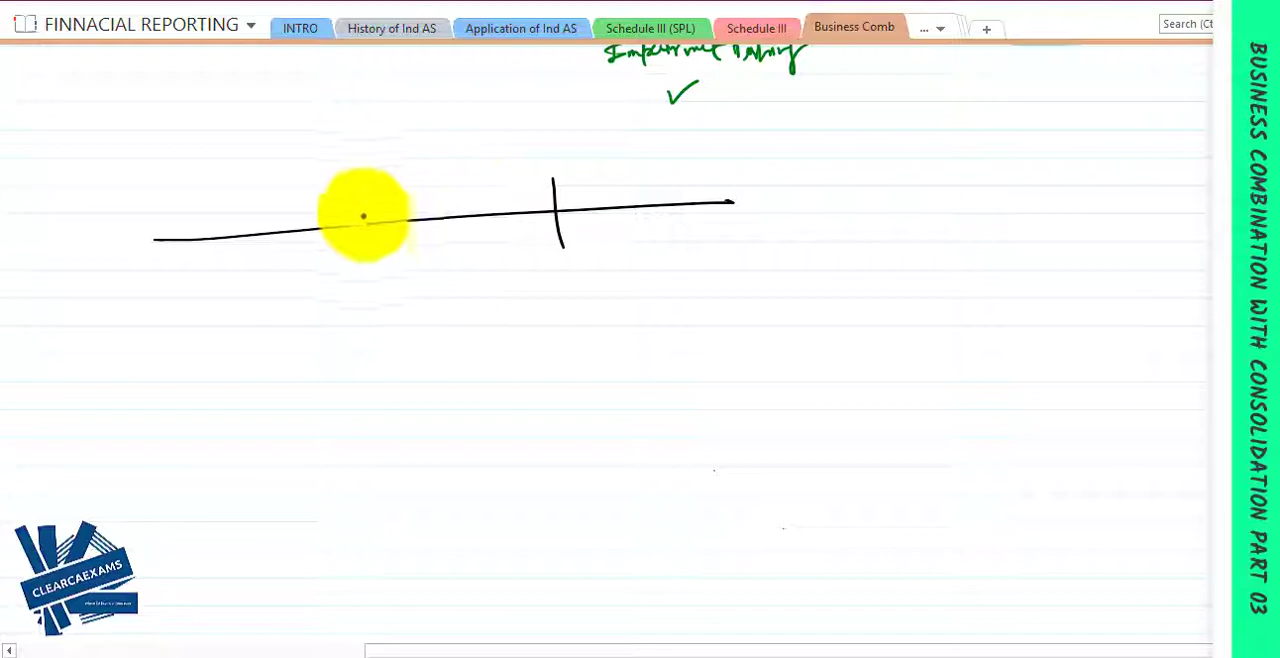 FINNACIAL REPORTING
INTRO
History of Ind AS
Application of Ind AS
Schedule III (SPL)
Schedule III
Business Comb
...
+
Search (Ct
CLEARCAEXAMS
BUSINESS COMBINATION WITH CONSOLIDATION PART 03